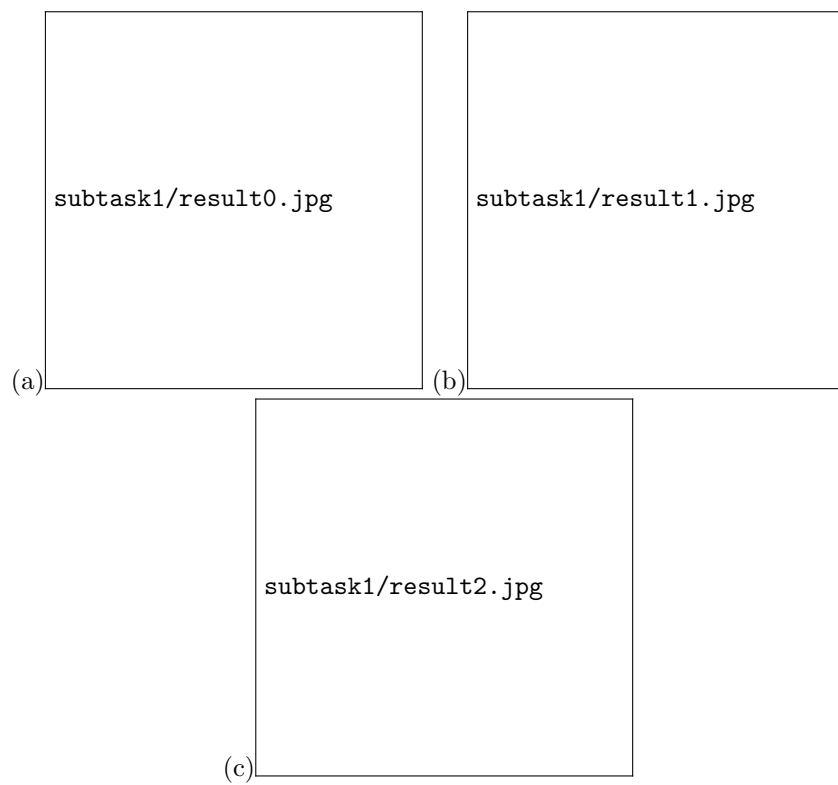 subtask1/result0.jpg
subtask1/result1.jpg
(a)
(b)
subtask1/result2.jpg
(c)